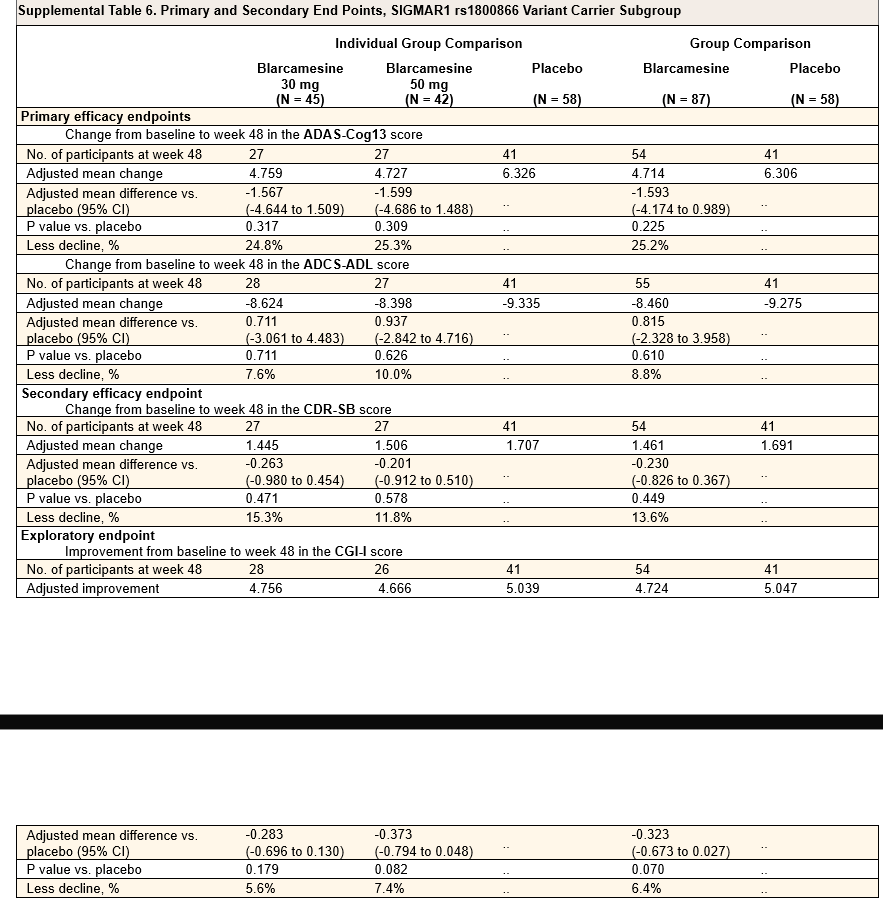 Supplemental Table 6. Primary and Secondary End Points, SIGMAR1 rs1800866 Variant Carrier Subgroup
Individual Group Comparison Group Comparison
Blarcamesine Blarcamesine Placebo Blarcamesine Placebo
30 mg 50 mg
(N = 45) (N = 42) (N = 58) (N = 87) (N = 58)
Primary efficacy endpoints
Change from baseline to week 48 in the ADAS-Cog13 score
No. of participants at week 48 27 27 41 54 41
Adjusted mean change 4.759 4.727 6.326 4.714 6.306
Adjusted mean difference vs. -1.567 -1.599 -1.593
placebo (95% CI) (-4.644 to 1.509) (-4.686 to 1.488) .. (-4.174 to 0.989) ..
P value vs. placebo 0.317 0.309 .. 0.225 ..
Less decline, % 24.8% 25.3% .. 25.2% ..
Change from baseline to week 48 in the ADCS-ADL score
No. of participants at week 48 28 27 41 55 41
Adjusted mean change -8.624 -8.398 -9.335 -8.460 -9.275
Adjusted mean difference vs. 0.711 0.937 0.815
placebo (95% CI) (-3.061 to 4.483) (-2.842 to 4.716) .. (-2.328 to 3.958) ..
P value vs. placebo 0.711 0.626 .. 0.610 ..
Less decline, % 7.6% 10.0% .. 8.8% ..
Secondary efficacy endpoint
Change from baseline to week 48 in the CDR-SB score
No. of participants at week 48 27 27 41 54 41
Adjusted mean change 1.445 1.506 1.707 1.461 1.691
Adjusted mean difference vs. -0.263 -0.201 -0.230
placebo (95% CI) (-0.980 to 0.454) (-0.912 to 0.510) .. (-0.826 to 0.367) ..
P value vs. placebo 0.471 0.578 .. 0.449 ..
Less decline, % 15.3% 11.8% .. 13.6% ..
Exploratory endpoint
Improvement from baseline to week 48 in the CGI-I score
No. of participants at week 48 28 26 41 54 41
Adjusted improvement 4.756 4.666 5.039 4.724 5.047
Adjusted mean difference vs. -0.283 -0.373 -0.323
placebo (95% CI) (-0.696 to 0.130) (-0.794 to 0.048) .. (-0.673 to 0.027) ..
P value vs. placebo 0.179 0.082 .. 0.070 ..
Less decline, % 5.6% 7.4% .. 6.4% ..